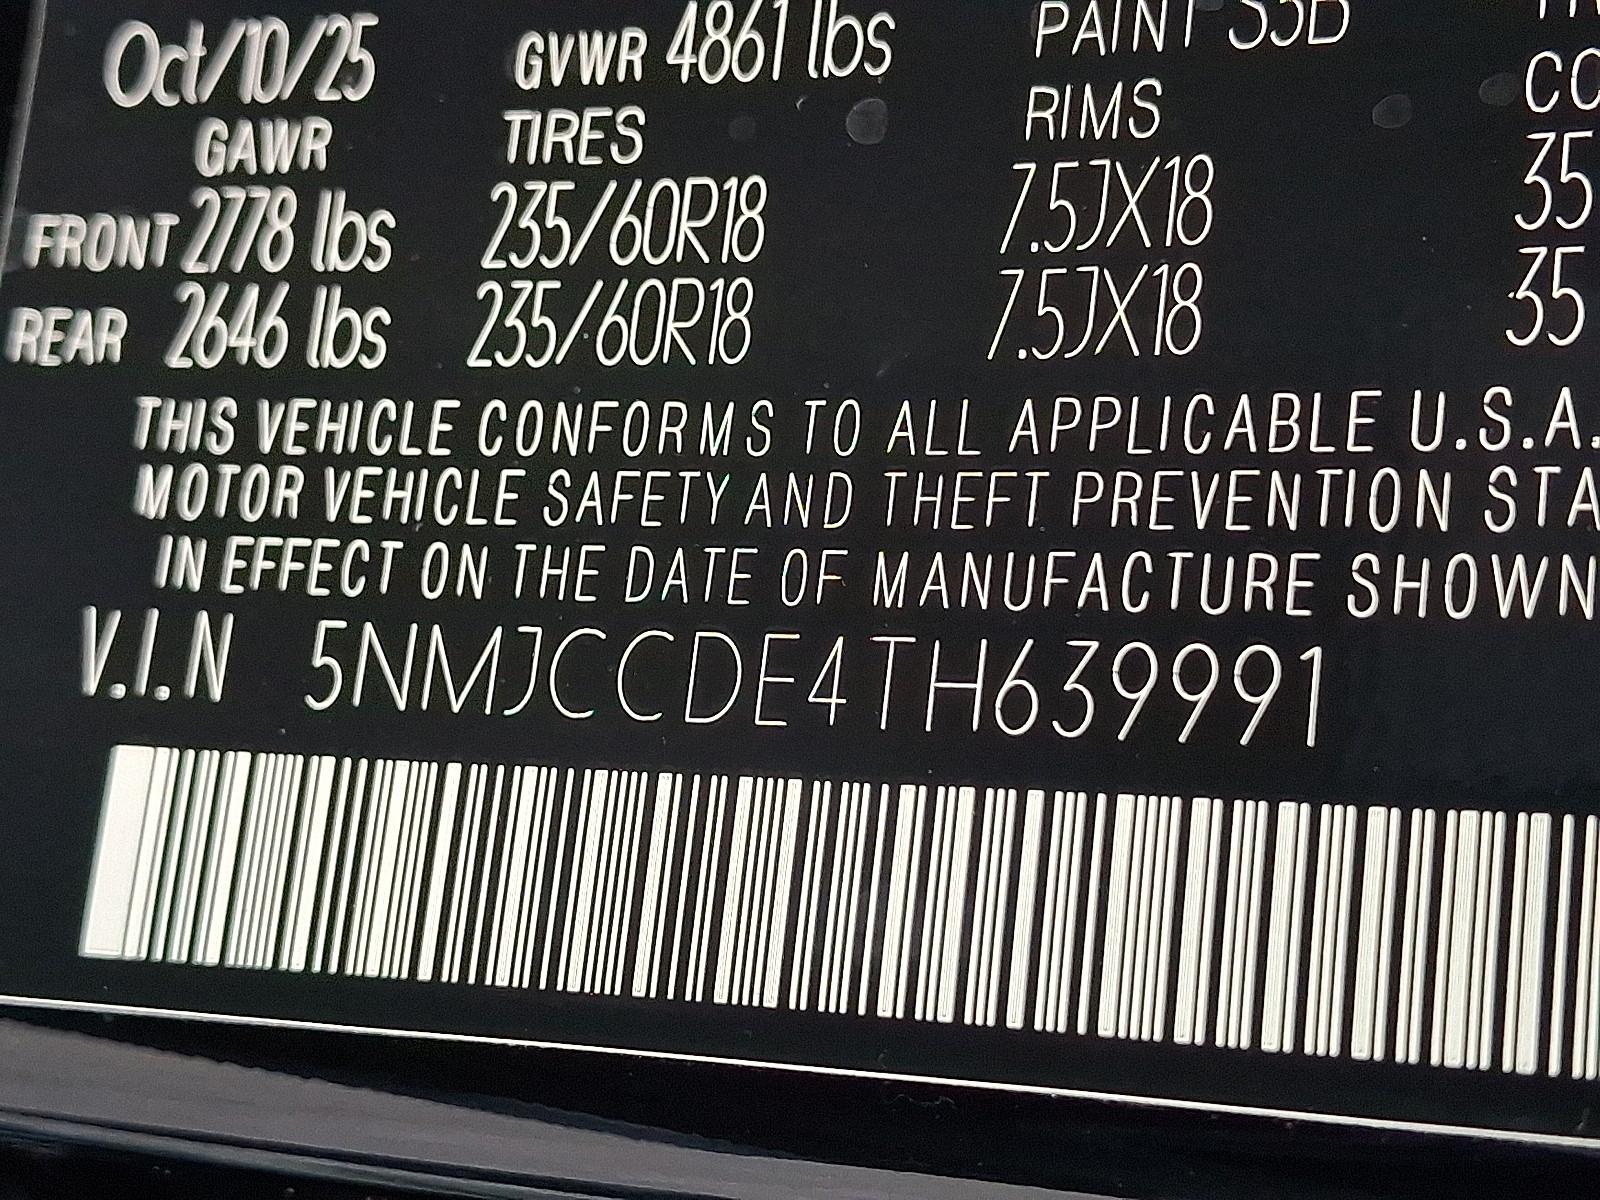 Oct/10/25 GVWR 4861 lbs PAINT S5B
GAWR TIRES RIMS
FRONT 2778 lbs 235/60R18 7.5JX18 35
REAR 2646 lbs 235/60R18 7.5JX18 35
THIS VEHICLE CONFORMS TO ALL APPLICABLE U.S.A.
MOTOR VEHICLE SAFETY AND THEFT PREVENTION STA
IN EFFECT ON THE DATE OF MANUFACTURE SHOWN
V.I.N 5NMJCCDE4TH639991